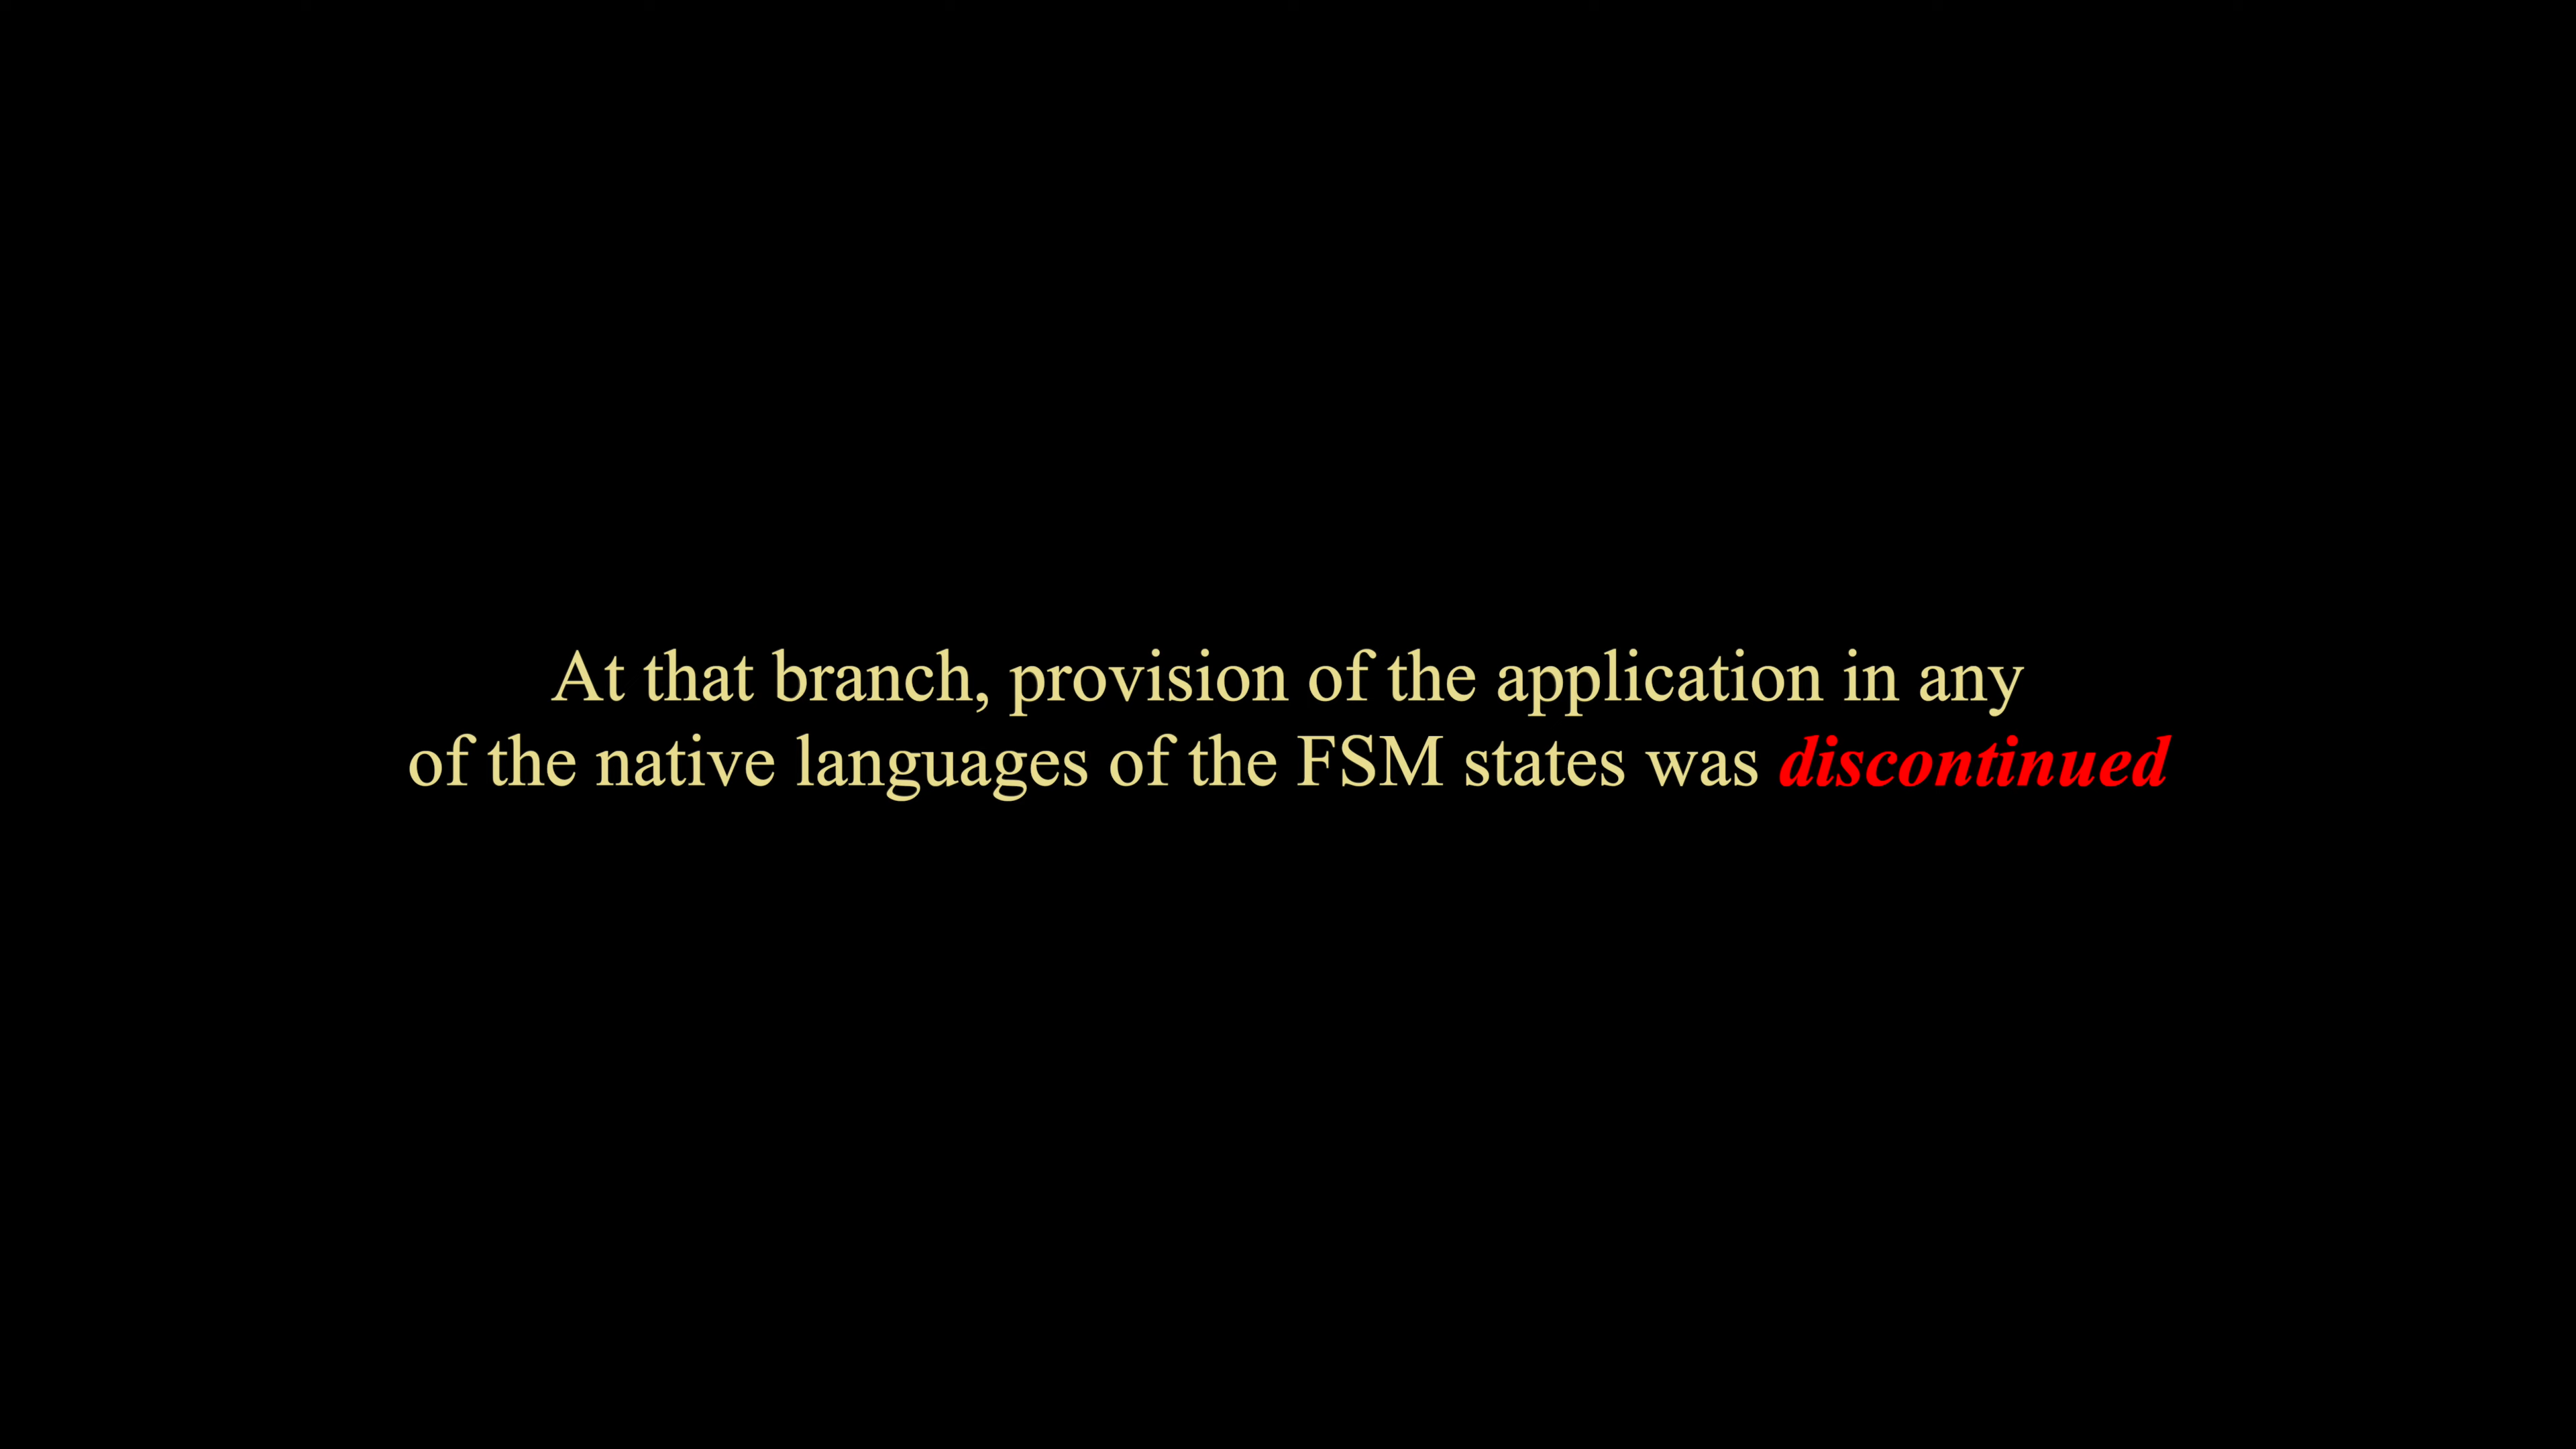 At that branch, provision of the application in any
of the native languages of the FSM states was discontinued